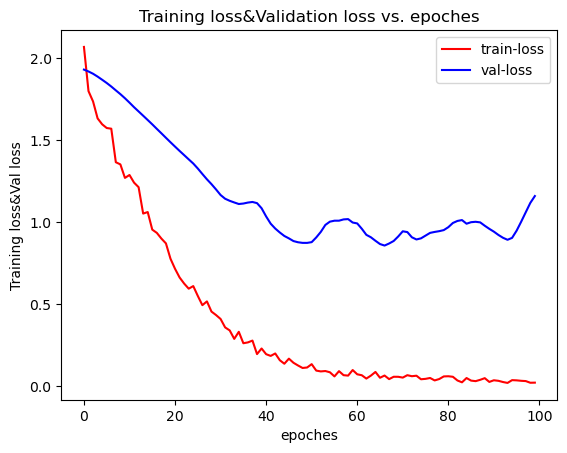 Training loss&Validation loss vs. epoches
train-loss
val-loss
Training loss&Val loss
2.0
1.5
1.0
0.5
0.0
0
20
40
60
80
100
epoches